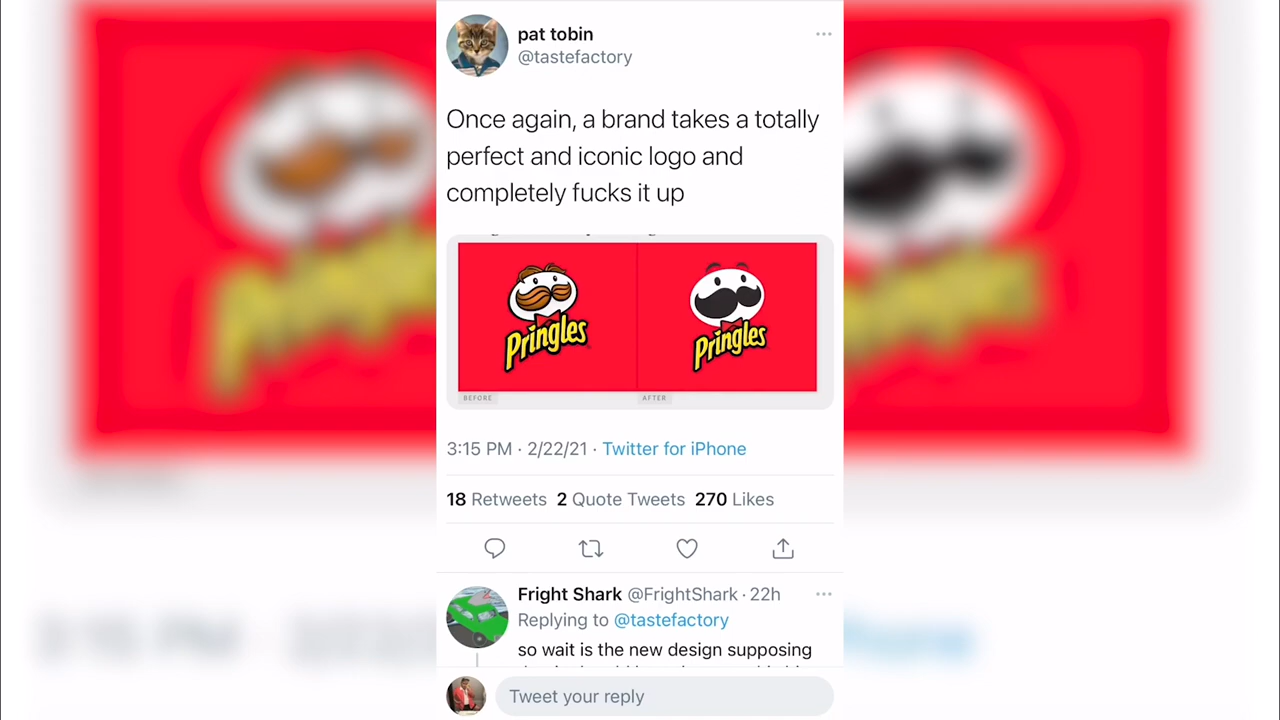 pat tobin
@tastefactory
Once again, a brand takes a totally
perfect and iconic logo and
completely fucks it up
Pringles
Pringles
BEFORE
AFTER
3:15 PM · 2/22/21 · Twitter for iPhone
18 Retweets 2 Quote Tweets 270 Likes
Fright Shark @FrightShark · 22h
Replying to @tastefactory
so wait is the new design supposing
Tweet your reply